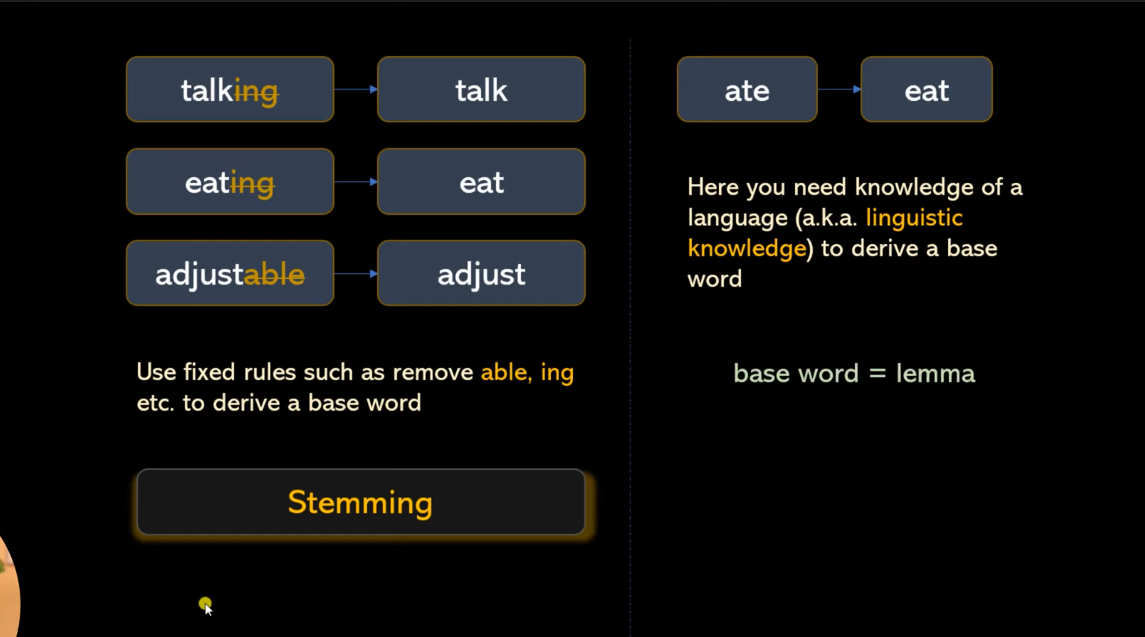 talking
talk
eating
eat
adjustable
adjust
Use fixed rules such as remove able, ing
etc. to derive a base word
Stemming
ate
eat
Here you need knowledge of a
language (a.k.a. linguistic
knowledge) to derive a base
word
base word = lemma